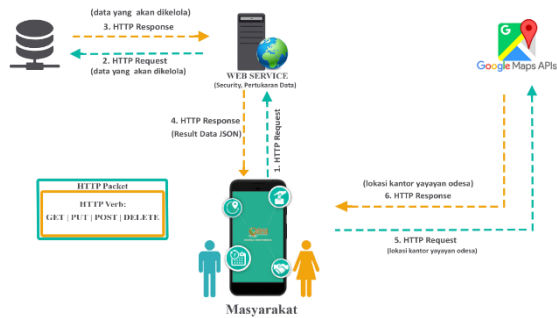 (data yang akan dikelola)
3. HTTP Response
2. HTTP Request
(data yang akan dikelola)
WEB SERVICE
(Security, Pertukaran Data)
Google Maps APIs
4. HTTP Response
(Result Data JSON)
1. HTTP Request
HTTP Packet
HTTP Verb:
GET | PUT | POST | DELETE
(lokasi kantor yayayan odesa)
6. HTTP Response
5. HTTP Request
(lokasi kantor yayayan odesa)
Masyarakat